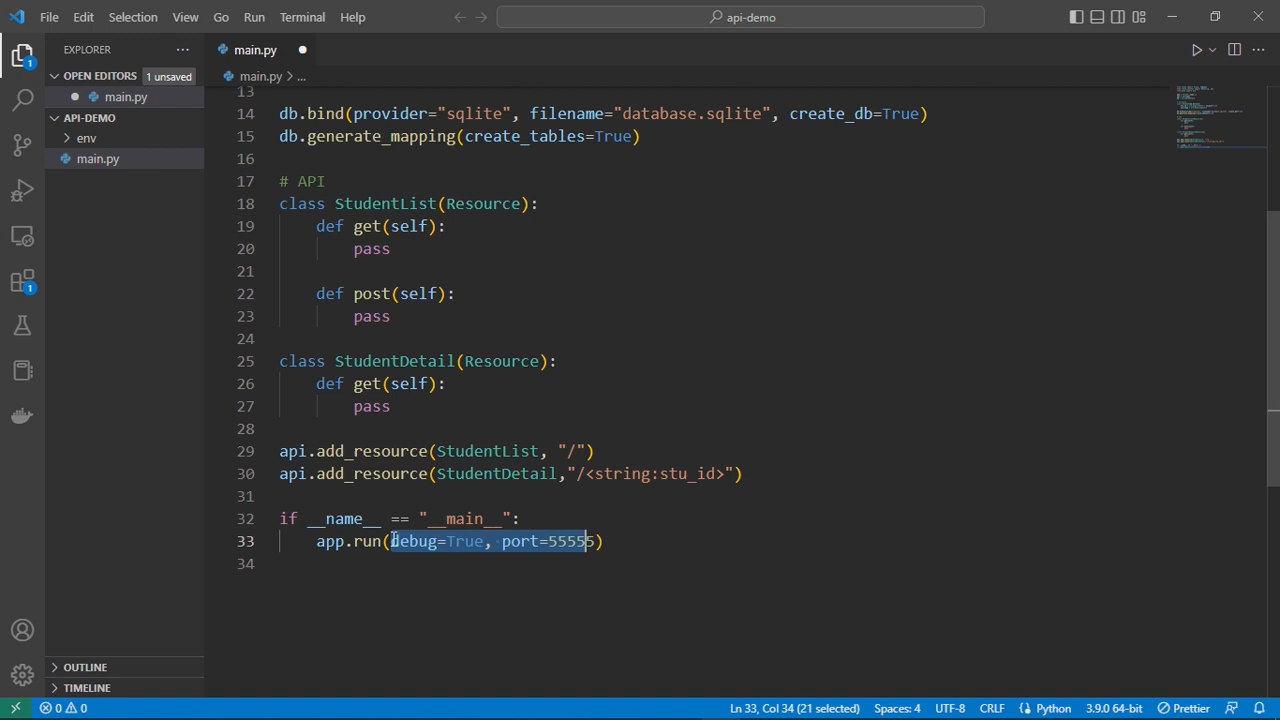 File Edit Selection View Go Run Terminal Help
api-demo
EXPLORER
main.py
OPEN EDITORS 1 unsaved
main.py > ...
main.py
API-DEMO
env
main.py
13
14 db.bind(provider="sqlite", filename="database.sqlite", create_db=True)
15 db.generate_mapping(create_tables=True)
16
17 # API
18 class StudentList(Resource):
19 def get(self):
20 pass
21
22 def post(self):
23 pass
24
25 class StudentDetail(Resource):
26 def get(self):
27 pass
28
29 api.add_resource(StudentList, "/")
30 api.add_resource(StudentDetail,"/<string:stu_id>")
31
32 if __name__ == "__main__":
33 app.run(debug=True, port=55555)
34
1
1
OUTLINE
TIMELINE
0 0 Ln 33, Col 34 (21 selected) Spaces: 4 UTF-8 CRLF Python 3.9.0 64-bit Prettier